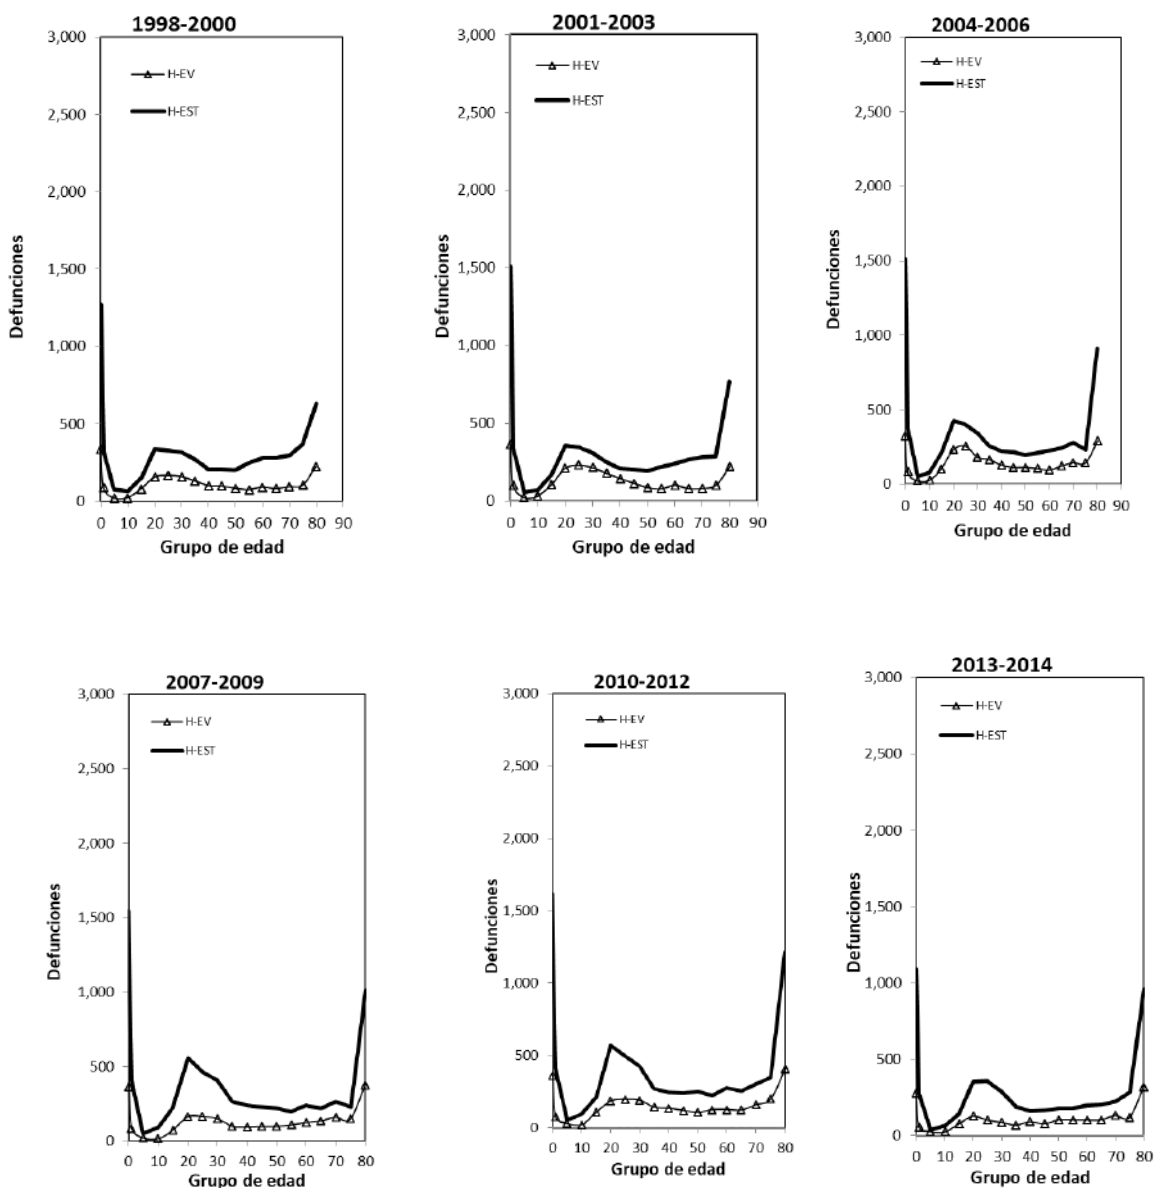 1998-2000
3,000
2,500
2,000
1,500
1,000
500
0
H-EV
H-EST
Defunciones
0 10 20 30 40 50 60 70 80 90
Grupo de edad
2001-2003
3,000
2,500
2,000
1,500
1,000
500
0
H-EV
H-EST
Defunciones
0 10 20 30 40 50 60 70 80 90
Grupo de edad
2004-2006
3,000
2,500
2,000
1,500
1,000
500
0
H-EV
H-EST
Defunciones
0 10 20 30 40 50 60 70 80 90
Grupo de edad
2007-2009
3,000
2,500
2,000
1,500
1,000
500
0
H-EV
H-EST
Defunciones
0 10 20 30 40 50 60 70 80
Grupo de edad
2010-2012
3,000
2,500
2,000
1,500
1,000
500
0
H-EV
H-EST
Defunciones
0 10 20 30 40 50 60 70 80
Grupo de edad
2013-2014
3,000
2,500
2,000
1,500
1,000
500
0
H-EV
H-EST
Defunciones
0 10 20 30 40 50 60 70 80
Grupo de edad